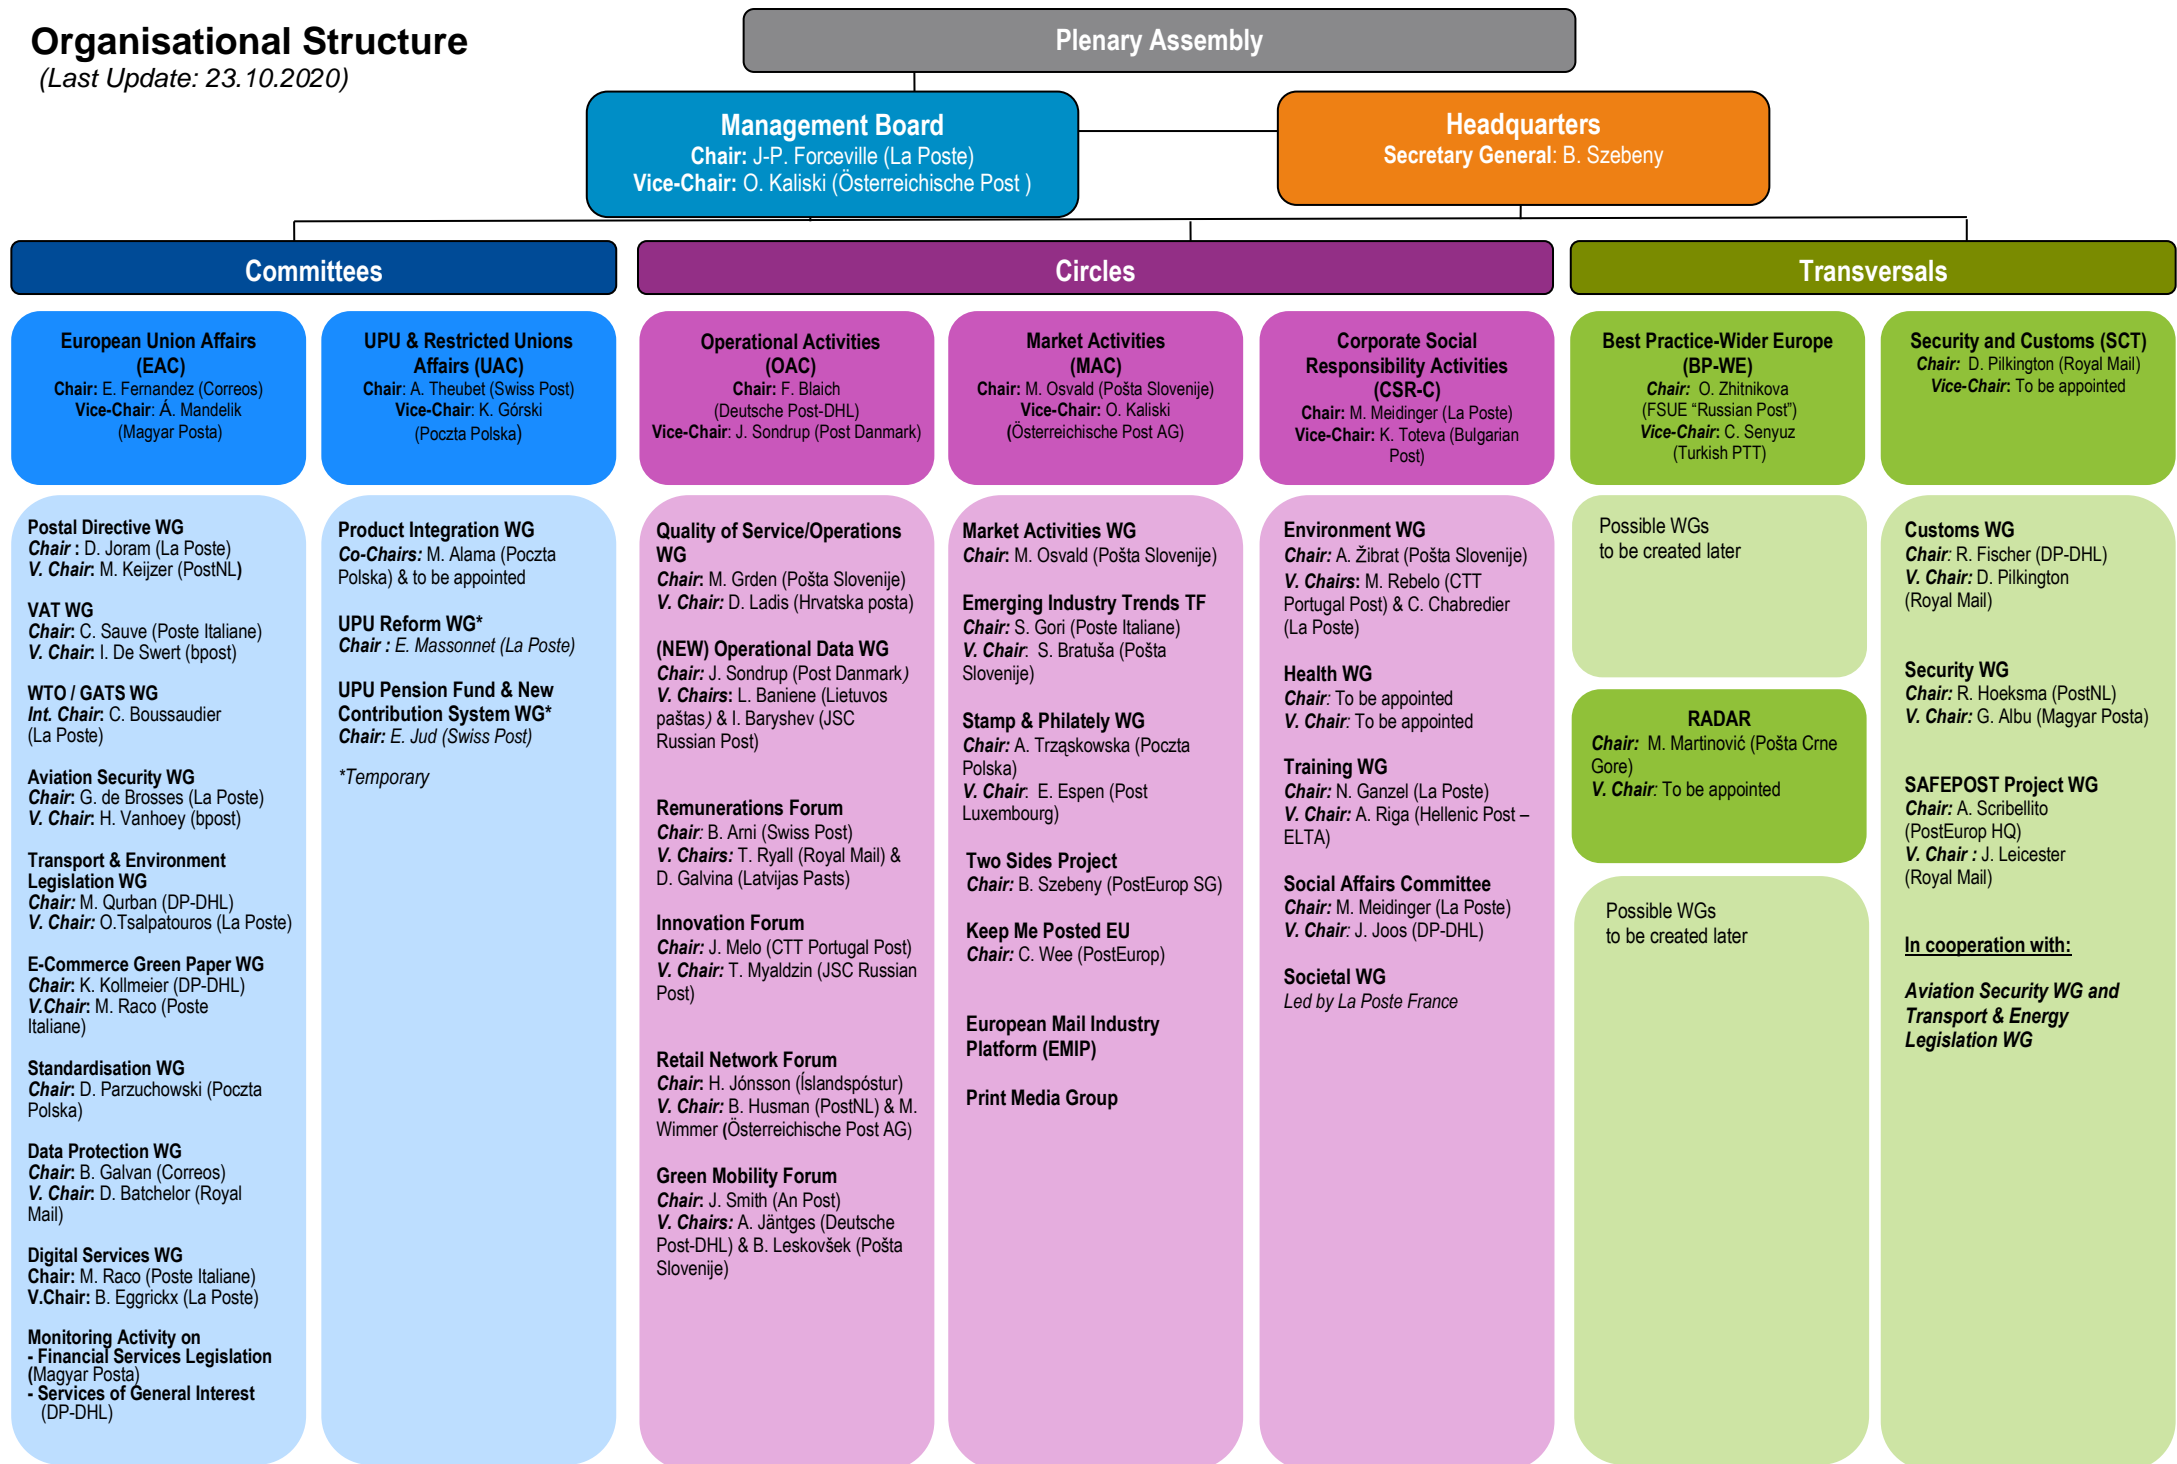 Organisational Structure
(Last Update: 23.10.2020)
Plenary Assembly
Management Board
Chair: J-P. Forceville (La Poste)
Vice-Chair: O. Kaliski (Österreichische Post )
Headquarters
Secretary General: B. Szebeny
Committees
Circles
Transversals
European Union Affairs
(EAC)
Chair: E. Fernandez (Correos)
Vice-Chair: Á. Mandelik
(Magyar Posta)
UPU & Restricted Unions
Affairs (UAC)
Chair: A. Theubet (Swiss Post)
Vice-Chair: K. Górski
(Poczta Polska)
Operational Activities
(OAC)
Chair: F. Blaich
(Deutsche Post-DHL)
Vice-Chair: J. Sondrup (Post Danmark)
Market Activities
(MAC)
Chair: M. Osvald (Pošta Slovenije)
Vice-Chair: O. Kaliski
(Österreichische Post AG)
Corporate Social
Responsibility Activities
(CSR-C)
Chair: M. Meidinger (La Poste)
Vice-Chair: K. Toteva (Bulgarian
Post)
Best Practice-Wider Europe
(BP-WE)
Chair: O. Zhitnikova
(FSUE “Russian Post”)
Vice-Chair: C. Senyuz
(Turkish PTT)
Security and Customs (SCT)
Chair: D. Pilkington (Royal Mail)
Vice-Chair: To be appointed
Postal Directive WG
Chair : D. Joram (La Poste)
V. Chair: M. Keijzer (PostNL)
VAT WG
Chair: C. Sauve (Poste Italiane)
V. Chair: I. De Swert (bpost)
WTO / GATS WG
Int. Chair: C. Boussaudier
(La Poste)
Aviation Security WG
Chair: G. de Brosses (La Poste)
V. Chair: H. Vanhoey (bpost)
Transport & Environment
Legislation WG
Chair: M. Qurban (DP-DHL)
V. Chair: O.Tsalpatouros (La Poste)
E-Commerce Green Paper WG
Chair: K. Kollmeier (DP-DHL)
V.Chair: M. Raco (Poste
Italiane)
Standardisation WG
Chair: D. Parzuchowski (Poczta
Polska)
Data Protection WG
Chair: B. Galvan (Correos)
V. Chair: D. Batchelor (Royal
Mail)
Digital Services WG
Chair: M. Raco (Poste Italiane)
V.Chair: B. Eggrickx (La Poste)
Monitoring Activity on
- Financial Services Legislation
(Magyar Posta)
- Services of General Interest
(DP-DHL)
Product Integration WG
Co-Chairs: M. Alama (Poczta
Polska) & to be appointed
UPU Reform WG*
Chair : E. Massonnet (La Poste)
UPU Pension Fund & New
Contribution System WG*
Chair: E. Jud (Swiss Post)
*Temporary
Quality of Service/Operations
WG
Chair: M. Grden (Pošta Slovenije)
V. Chair: D. Ladis (Hrvatska posta)
(NEW) Operational Data WG
Chair: J. Sondrup (Post Danmark)
V. Chairs: L. Baniene (Lietuvos
paštas) & I. Baryshev (JSC
Russian Post)
Remunerations Forum
Chair: B. Arni (Swiss Post)
V. Chairs: T. Ryall (Royal Mail) &
D. Galvina (Latvijas Pasts)
Innovation Forum
Chair: J. Melo (CTT Portugal Post)
V. Chair: T. Myaldzin (JSC Russian
Post)
Retail Network Forum
Chair: H. Jónsson (Íslandspóstur)
V. Chair: B. Husman (PostNL) & M.
Wimmer (Österreichische Post AG)
Green Mobility Forum
Chair: J. Smith (An Post)
V. Chairs: A. Jäntges (Deutsche
Post-DHL) & B. Leskovšek (Pošta
Slovenije)
Market Activities WG
Chair: M. Osvald (Pošta Slovenije)
Emerging Industry Trends TF
Chair: S. Gori (Poste Italiane)
V. Chair: S. Bratuša (Pošta
Slovenije)
Stamp & Philately WG
Chair: A. Trząskowska (Poczta
Polska)
V. Chair: E. Espen (Post
Luxembourg)
Two Sides Project
Chair: B. Szebeny (PostEurop SG)
Keep Me Posted EU
Chair: C. Wee (PostEurop)
European Mail Industry
Platform (EMIP)
Print Media Group
Environment WG
Chair: A. Žibrat (Pošta Slovenije)
V. Chairs: M. Rebelo (CTT
Portugal Post) & C. Chabredier
(La Poste)
Health WG
Chair: To be appointed
V. Chair: To be appointed
Training WG
Chair: N. Ganzel (La Poste)
V. Chair: A. Riga (Hellenic Post –
ELTA)
Social Affairs Committee
Chair: M. Meidinger (La Poste)
V. Chair: J. Joos (DP-DHL)
Societal WG
Led by La Poste France
Possible WGs
to be created later
RADAR
Chair: M. Martinović (Pošta Crne
Gore)
V. Chair: To be appointed
Possible WGs
to be created later
Customs WG
Chair: R. Fischer (DP-DHL)
V. Chair: D. Pilkington
(Royal Mail)
Security WG
Chair: R. Hoeksma (PostNL)
V. Chair: G. Albu (Magyar Posta)
SAFEPOST Project WG
Chair: A. Scribellito
(PostEurop HQ)
V. Chair : J. Leicester
(Royal Mail)
In cooperation with:
Aviation Security WG and
Transport & Energy
Legislation WG